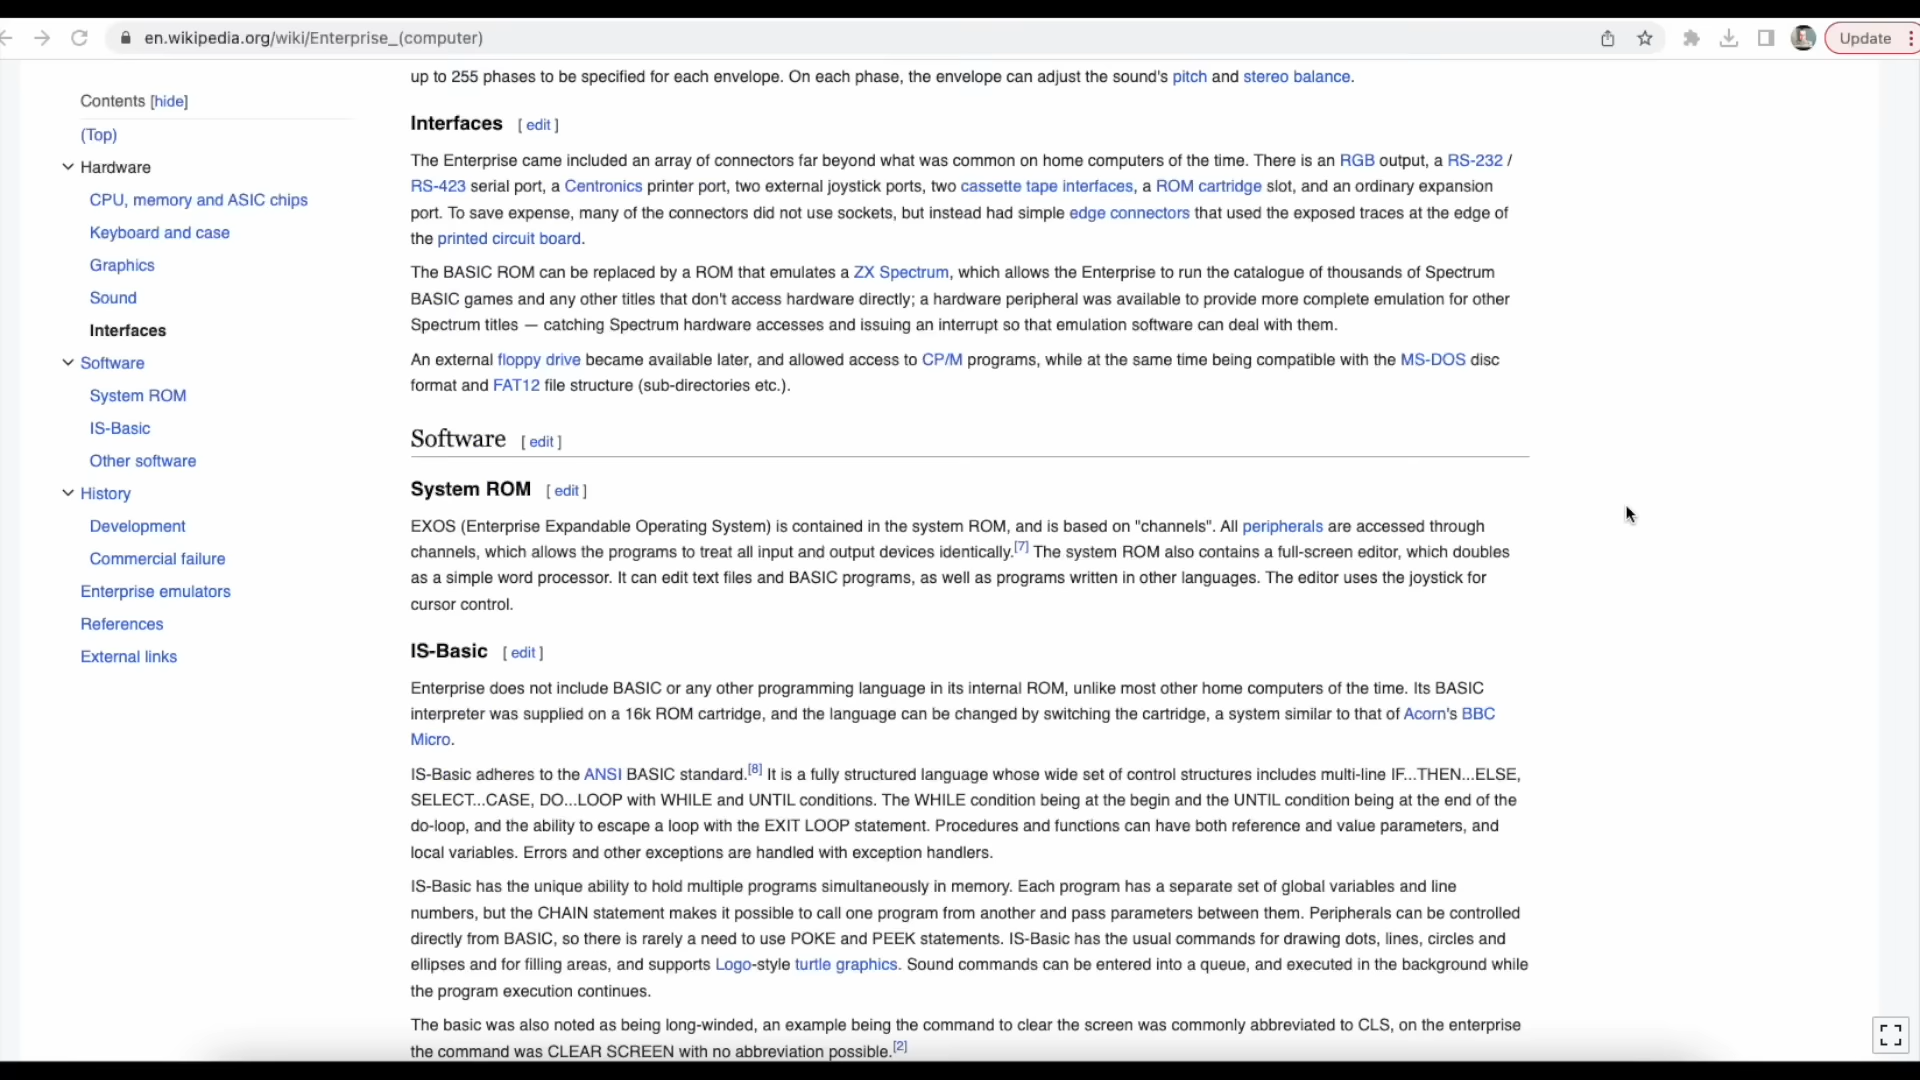 en.wikipedia.org/wiki/Enterprise_(computer)
Update
Contents [hide]
(Top)
Hardware
CPU, memory and ASIC chips
Keyboard and case
Graphics
Sound
Interfaces
Software
System ROM
IS-Basic
Other software
History
Development
Commercial failure
Enterprise emulators
References
External links
up to 255 phases to be specified for each envelope. On each phase, the envelope can adjust the sound's pitch and stereo balance.
Interfaces [ edit ]
The Enterprise came included an array of connectors far beyond what was common on home computers of the time. There is an RGB output, a RS-232 /
RS-423 serial port, a Centronics printer port, two external joystick ports, two cassette tape interfaces, a ROM cartridge slot, and an ordinary expansion
port. To save expense, many of the connectors did not use sockets, but instead had simple edge connectors that used the exposed traces at the edge of
the printed circuit board.
The BASIC ROM can be replaced by a ROM that emulates a ZX Spectrum, which allows the Enterprise to run the catalogue of thousands of Spectrum
BASIC games and any other titles that don't access hardware directly; a hardware peripheral was available to provide more complete emulation for other
Spectrum titles — catching Spectrum hardware accesses and issuing an interrupt so that emulation software can deal with them.
An external floppy drive became available later, and allowed access to CP/M programs, while at the same time being compatible with the MS-DOS disc
format and FAT12 file structure (sub-directories etc.).
Software [ edit ]
System ROM [ edit ]
EXOS (Enterprise Expandable Operating System) is contained in the system ROM, and is based on "channels". All peripherals are accessed through
channels, which allows the programs to treat all input and output devices identically.[7] The system ROM also contains a full-screen editor, which doubles
as a simple word processor. It can edit text files and BASIC programs, as well as programs written in other languages. The editor uses the joystick for
cursor control.
IS-Basic [ edit ]
Enterprise does not include BASIC or any other programming language in its internal ROM, unlike most other home computers of the time. Its BASIC
interpreter was supplied on a 16k ROM cartridge, and the language can be changed by switching the cartridge, a system similar to that of Acorn's BBC
Micro.
IS-Basic adheres to the ANSI BASIC standard.[8] It is a fully structured language whose wide set of control structures includes multi-line IF...THEN...ELSE,
SELECT...CASE, DO...LOOP with WHILE and UNTIL conditions. The WHILE condition being at the begin and the UNTIL condition being at the end of the
do-loop, and the ability to escape a loop with the EXIT LOOP statement. Procedures and functions can have both reference and value parameters, and
local variables. Errors and other exceptions are handled with exception handlers.
IS-Basic has the unique ability to hold multiple programs simultaneously in memory. Each program has a separate set of global variables and line
numbers, but the CHAIN statement makes it possible to call one program from another and pass parameters between them. Peripherals can be controlled
directly from BASIC, so there is rarely a need to use POKE and PEEK statements. IS-Basic has the usual commands for drawing dots, lines, circles and
ellipses and for filling areas, and supports Logo-style turtle graphics. Sound commands can be entered into a queue, and executed in the background while
the program execution continues.
The basic was also noted as being long-winded, an example being the command to clear the screen was commonly abbreviated to CLS, on the enterprise
the command was CLEAR SCREEN with no abbreviation possible.[2]